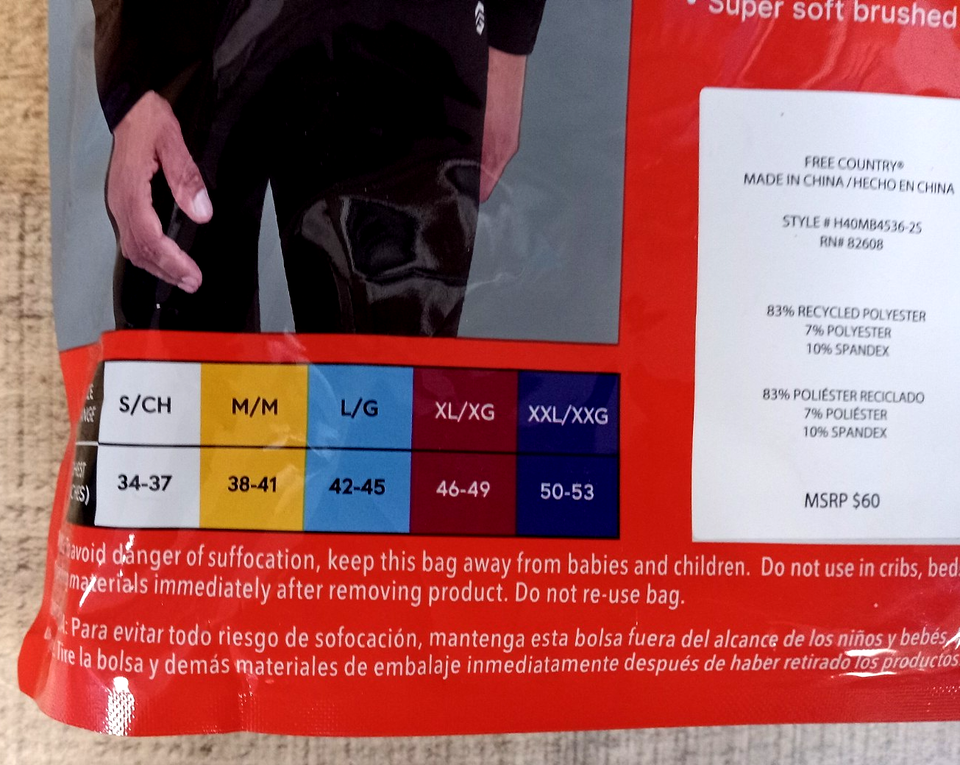 Super soft brushed
FREE COUNTRY®
MADE IN CHINA / HECHO EN CHINA
STYLE # H40MB4536-2S
RN# 82608
83% RECYCLED POLYESTER
7% POLYESTER
10% SPANDEX
83% POLIÉSTER RECICLADO
7% POLIÉSTER
10% SPANDEX
MSRP $60
S/CH M/M L/G XL/XG XXL/XXG
34-37 38-41 42-45 46-49 50-53
avoid danger of suffocation, keep this bag away from babies and children. Do not use in cribs,
materials immediately after removing product. Do not re-use bag.
Para evitar todo riesgo de sofocación, mantenga esta bolsa fuera del alcance de los niños y bebés,
Tire la bolsa y demás materiales de embalaje inmediatamente después de haber retirado los productos